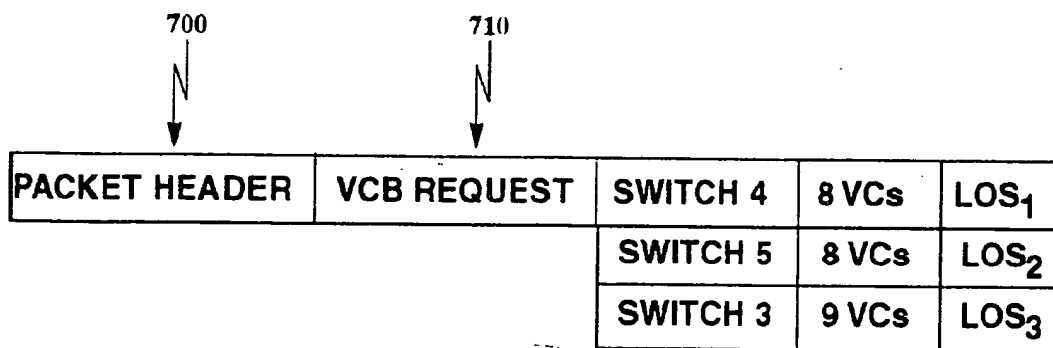 700 710
PACKET HEADER VCB REQUEST SWITCH 4 8 VCs LOS1
SWITCH 5 8 VCs LOS2
SWITCH 3 9 VCs LOS3